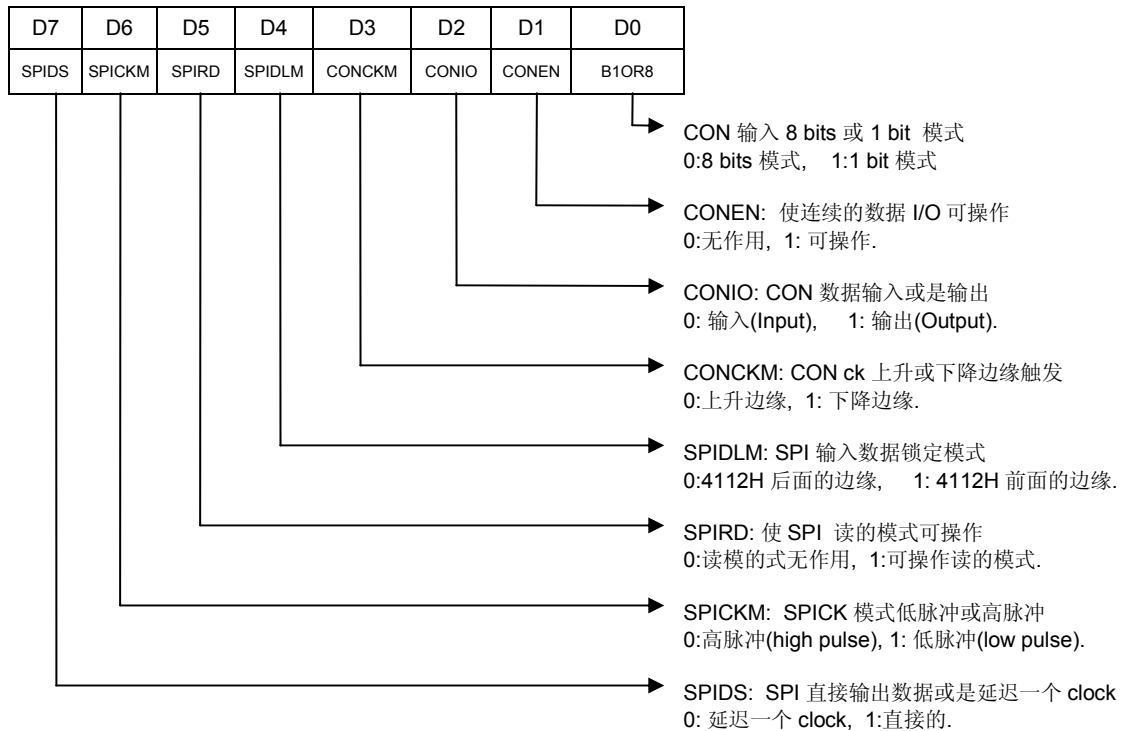 D7 D6 D5 D4 D3 D2 D1 D0
SPIDS SPICKM SPIRD SPIDLM CONCKM CONIO CONEN B1OR8
CON 输入 8 bits 或 1 bit 模式
0:8 bits 模式, 1:1 bit 模式
CONEN: 使连续的数据 I/O 可操作
0:无作用, 1: 可操作.
CONIO: CON 数据输入或是输出
0: 输入(Input), 1: 输出(Output).
CONCKM: CON ck 上升或下降边缘触发
0:上升边缘, 1: 下降边缘.
SPIDLM: SPI 输入数据锁定模式
0:4112H 后面的边缘, 1: 4112H 前面的边缘.
SPIRD: 使 SPI 读的模式可操作
0:读模的式无作用, 1:可操作读的模式.
SPICKM: SPICK 模式低脉冲或高脉冲
0:高脉冲(high pulse), 1: 低脉冲(low pulse).
SPIDS: SPI 直接输出数据或是延迟一个 clock
0: 延迟一个 clock, 1:直接的.